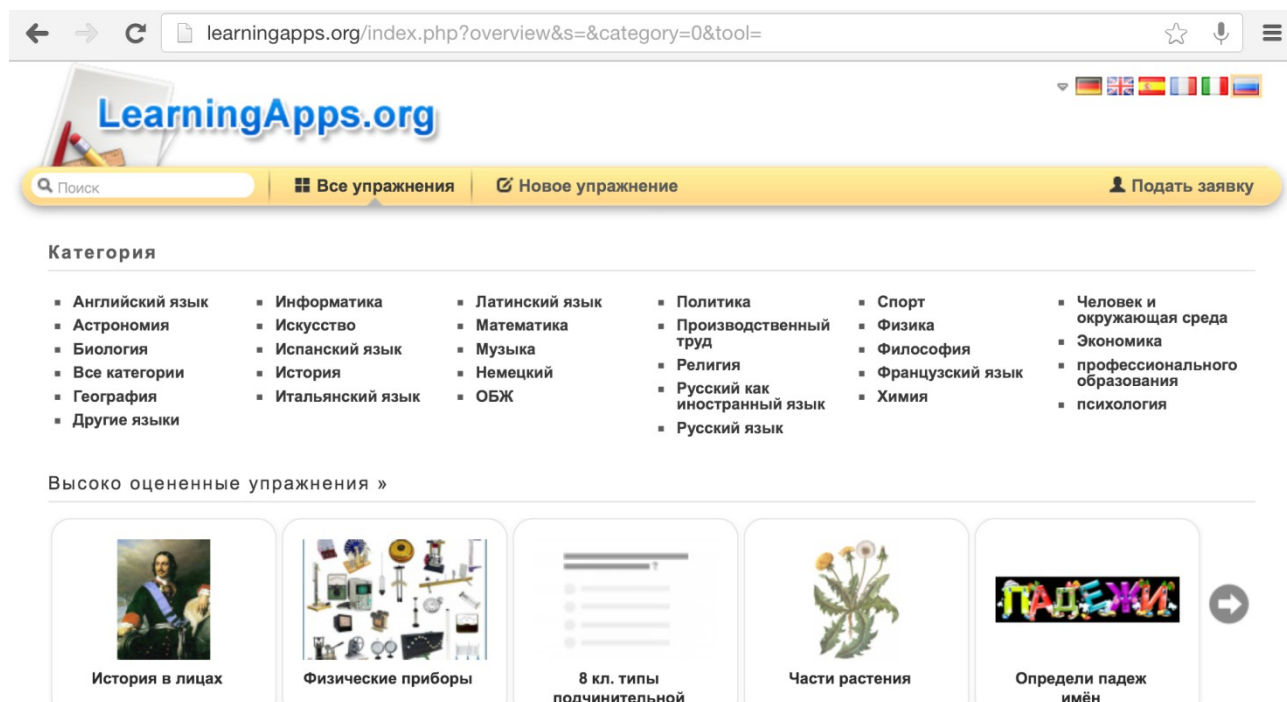 learningapps.org/index.php?overview&s=&category=0&tool=
LearningApps.org
Поиск
Все упражнения
Новое упражнение
Подать заявку
Категория
Английский язык
Астрономия
Биология
Все категории
География
Другие языки
Информатика
Искусство
Испанский язык
История
Итальянский язык
Латинский язык
Математика
Музыка
Немецкий
ОБЖ
Политика
Производственный
труд
Религия
Русский как
иностранный язык
Русский язык
Спорт
Физика
Философия
Французский язык
Химия
Человек и
окружающая среда
Экономика
профессионального
образования
психология
Высоко оцененные упражнения »
История в лицах
Физические приборы
?
8 кл. типы
подчинительной
Части растения
ПАДЕЖИ
Определи падеж
имён